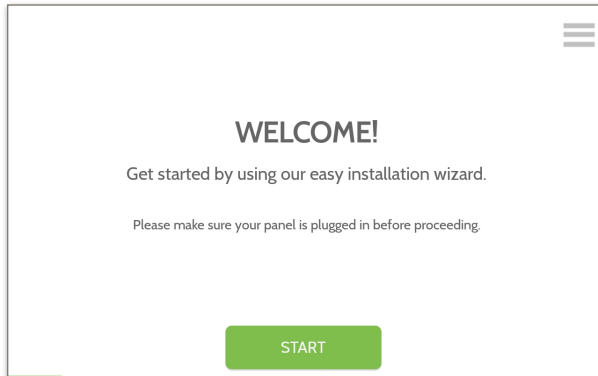 WELCOME!
Get started by using our easy installation wizard.
Please make sure your panel is plugged in before proceeding.
START